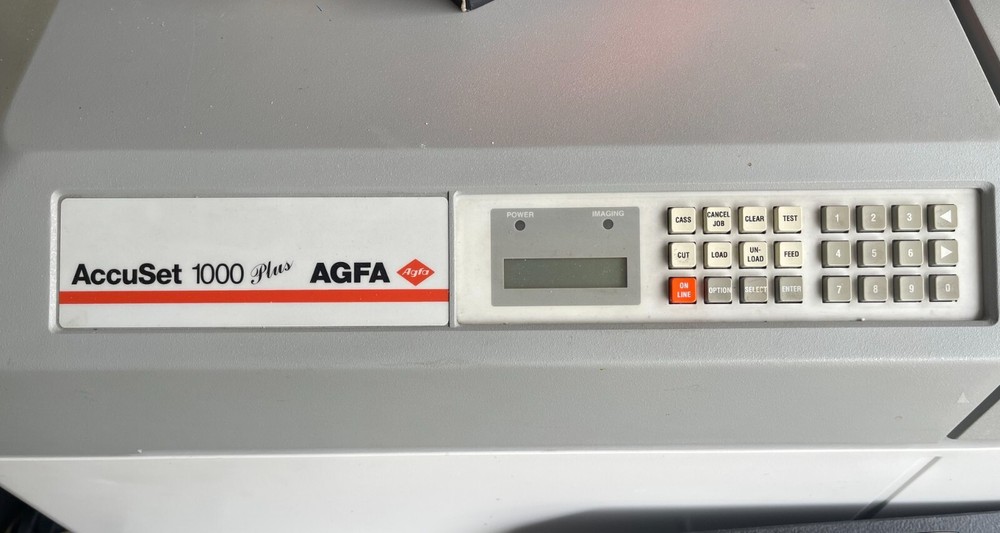 AccuSet 1000 Plus AGFA Agfa
POWER IMAGING
CASS CANCEL JOB CLEAR TEST 1 2 3 ◀
CUT LOAD UN-LOAD FEED 4 5 6 ▶
ON LINE OPTION SELECT ENTER 7 8 9 0